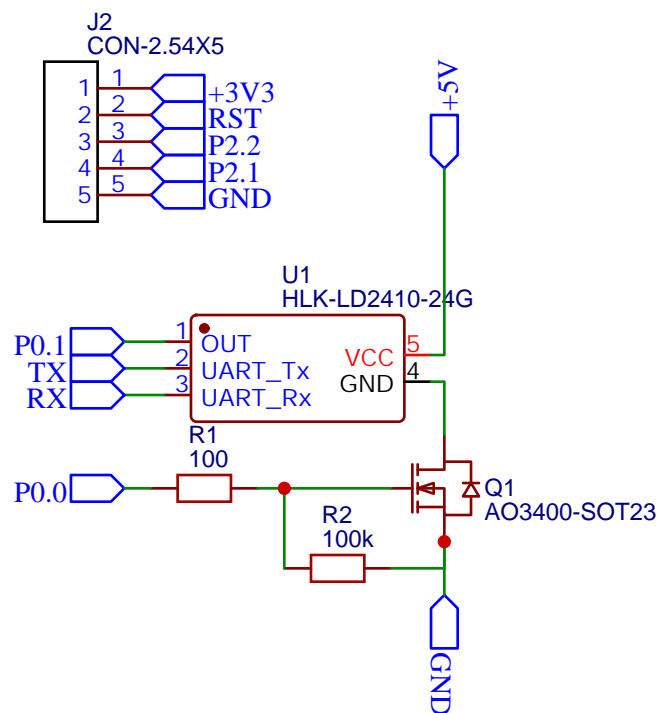 J2
CON-2.54X5
1 1 +3V3
2 2 RST
3 3 P2.2
4 4 P2.1
5 5 GND
+5V
U1
HLK-LD2410-24G
P0.1 1 OUT
TX 2 UART_Tx
RX 3 UART_Rx
VCC 5
GND 4
R1
100
P0.0
R2
100k
Q1
AO3400-SOT23
GND